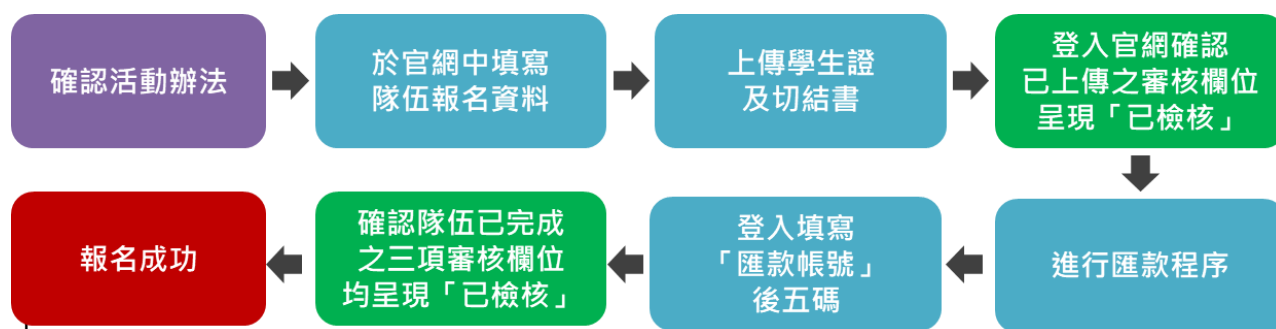 確認活動辦法
於官網中填寫
隊伍報名資料
上傳學生證
及切結書
登入官網確認
已上傳之審核欄位
呈現「已檢核」
進行匯款程序
登入填寫
「匯款帳號」
後五碼
確認隊伍已完成
之三項審核欄位
均呈現「已檢核」
報名成功